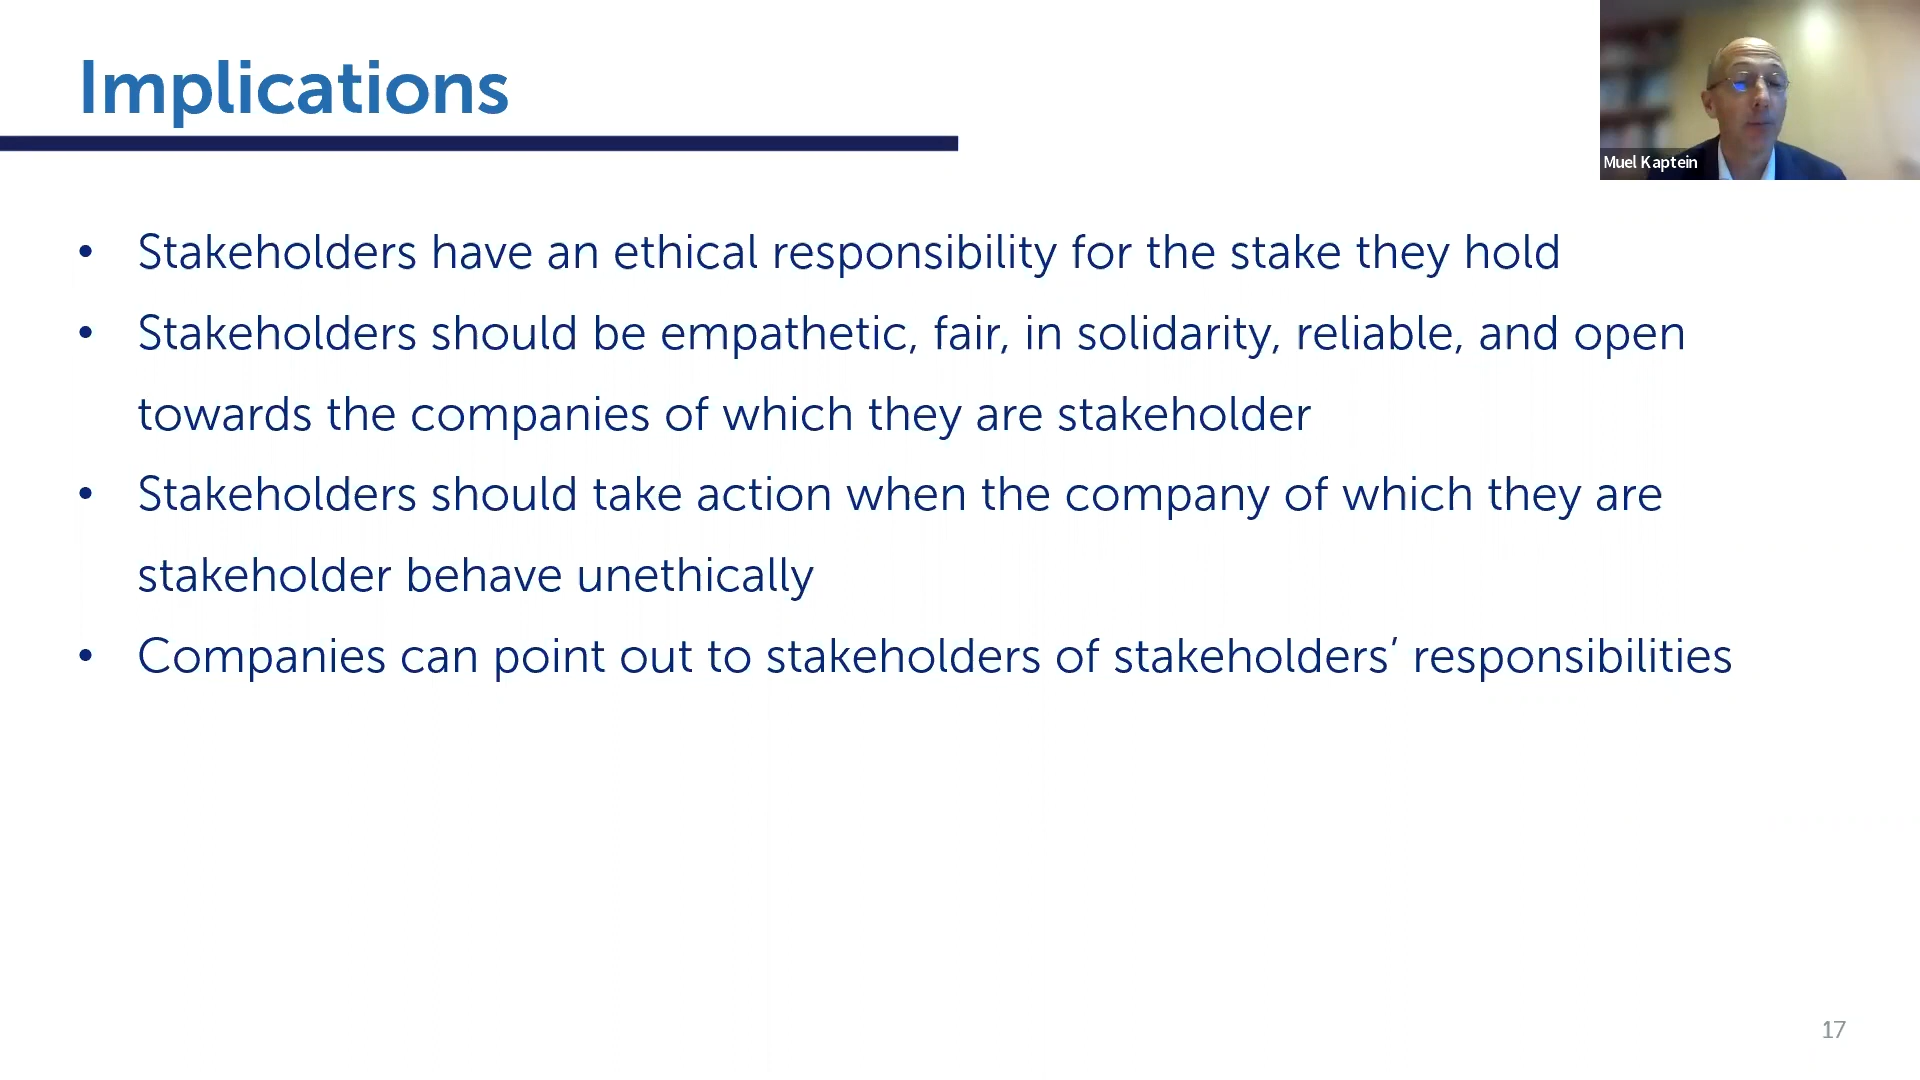 Implications
Muel Kaptein
• Stakeholders have an ethical responsibility for the stake they hold
• Stakeholders should be empathetic, fair, in solidarity, reliable, and open
towards the companies of which they are stakeholder
• Stakeholders should take action when the company of which they are
stakeholder behave unethically
• Companies can point out to stakeholders of stakeholders’ responsibilities
17